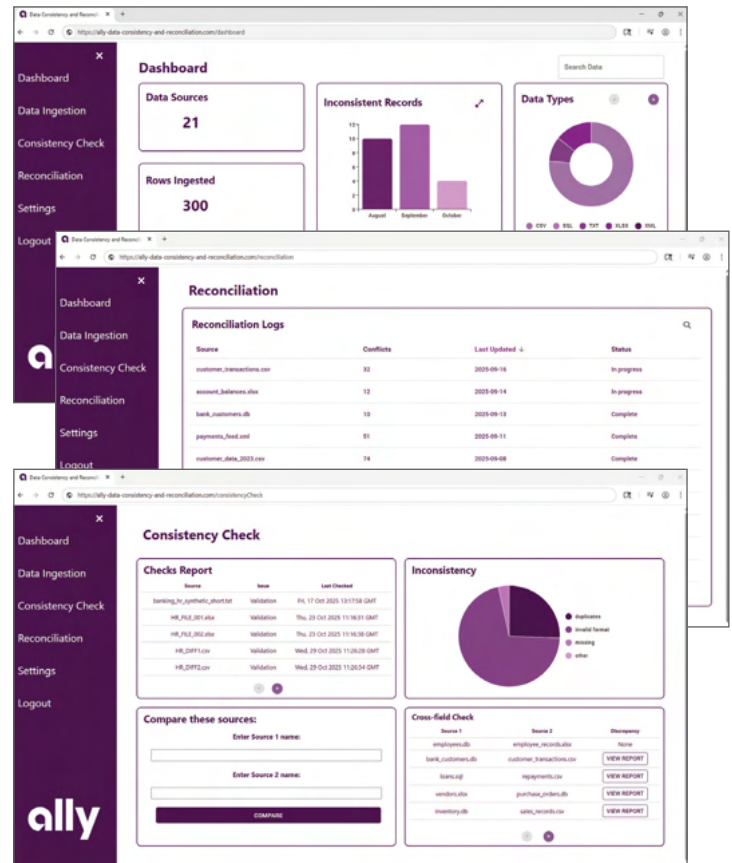 Data Consistency and Reconcili
https://ally-data-consistency-and-reconciliation.com/dashboard
Dashboard
Data Ingestion
Consistency Check
Reconciliation
Settings
Logout
a
Dashboard
Search Data
Data Sources
21
Rows Ingested
300
Inconsistent Records
12
10
8
6
4
2
0
August September October
Data Types
CSV SQL TXT XLSX XML
Data Consistency and Reconcili
https://ally-data-consistency-and-reconciliation.com/reconciliation
Dashboard
Data Ingestion
Consistency Check
Reconciliation
Settings
Logout
Reconciliation
Reconciliation Logs
Source Conflicts Last Updated ↓ Status
customer_transactions.csv 32 2025-09-16 In progress
account_balances.xlsx 12 2025-09-14 In progress
bank_customers.db 10 2025-09-13 Complete
payments_feed.xml 51 2025-09-11 Complete
customer_data_2023.csv 74 2025-09-08 Complete
Data Consistency and Reconcili
https://ally-data-consistency-and-reconciliation.com/consistencyCheck
Dashboard
Data Ingestion
Consistency Check
Reconciliation
Settings
Logout
ally
Consistency Check
Checks Report
Source Issue Last Checked
banking_hr_synthetic_short.txt Validation Fri, 17 Oct 2025 13:17:58 GMT
HR_FILE_001.xlsx Validation Thu, 23 Oct 2025 11:16:31 GMT
HR_FILE_002.xlsx Validation Thu, 23 Oct 2025 11:16:38 GMT
HR_DIFF1.csv Validation Wed, 29 Oct 2025 11:26:28 GMT
HR_DIFF2.csv Validation Wed, 29 Oct 2025 11:26:34 GMT
Inconsistency
duplicates
invalid format
missing
other
Compare these sources:
Enter Source 1 name:
Enter Source 2 name:
COMPARE
Cross-field Check
Source 1 Source 2 Discrepancy
employees.db employee_records.xlsx None
bank_customers.db customer_transactions.csv VIEW REPORT
loans.sql repayments.csv VIEW REPORT
vendors.xlsx purchase_orders.db VIEW REPORT
inventory.db sales_records.csv VIEW REPORT